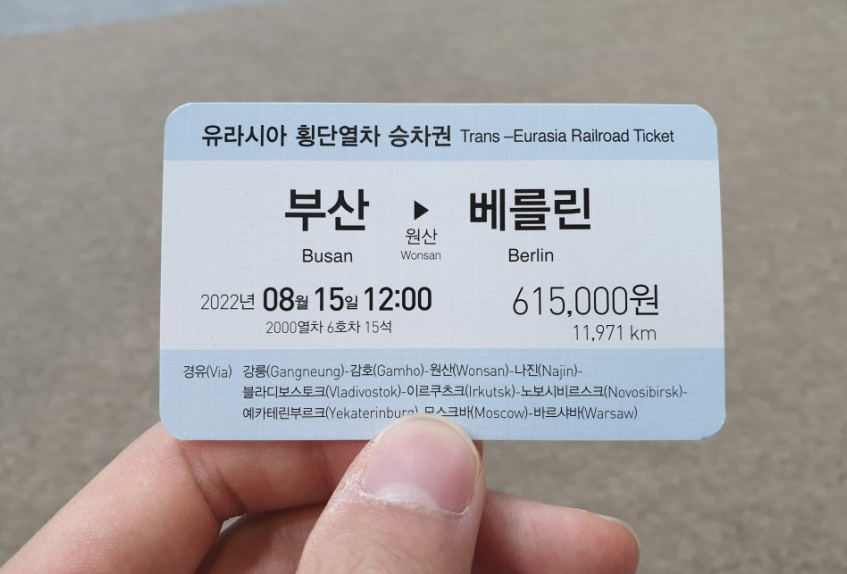 유라시아 횡단열차 승차권 Trans –Eurasia Railroad Ticket
부산 ▶ 베를린
원산
Busan Wonsan Berlin
2022년 08월 15일 12:00 615,000원
2000열차 6호차 15석 11,971 km
경유(Via) 강릉(Gangneung)-감호(Gamho)-원산(Wonsan)-나진(Najin)-
블라디보스토크(Vladivostok)-이르쿠츠크(Irkutsk)-노보시비르스크(Novosibirsk)-
예카테린부르크(Yekaterinburg)-모스크바(Moscow)-바르샤바(Warsaw)